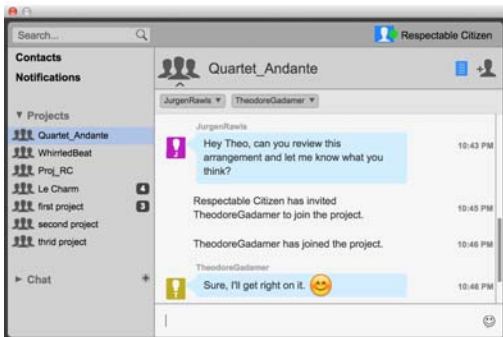 Search...
Respectable Citizen
Contacts
Notifications
Projects
Quartet_Andante
WhirrledBeat
Proj_RC
Le Charm 4
first project 3
second project
thrid project
Chat
Quartet_Andante
JurgenRawls TheodoreGadamer
JurgenRawls
Hey Theo, can you review this
arrangement and let me know what you
think?
10:43 PM
Respectable Citizen has invited
TheodoreGadamer to join the project.
10:45 PM
TheodoreGadamer has joined the project.
10:46 PM
TheodoreGadamer
Sure, I'll get right on it.
10:46 PM